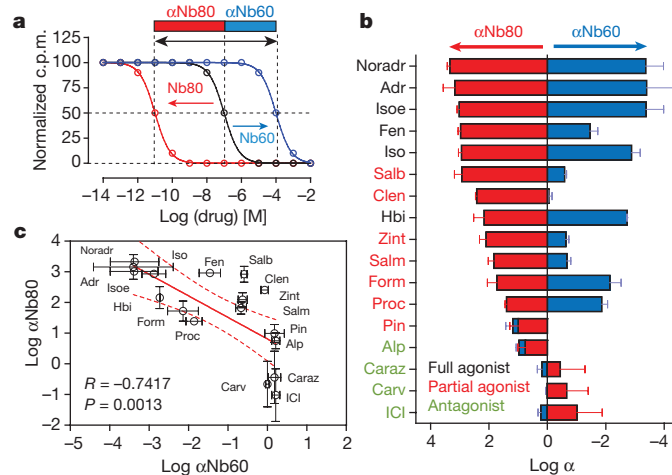 a
αNb80 αNb60
Normalized c.p.m.
125
100
75
50
25
0
Nb80
Nb60
−14 −12 −10 −8 −6 −4 −2
Log (drug) [M]
b
αNb80 αNb60
Noradr
Adr
Isoe
Fen
Iso
Salb
Clen
Hbi
Zint
Salm
Form
Proc
Pin
Alp
Caraz
Carv
ICI
Full agonist
Partial agonist
Antagonist
4 2 0 −2 −4
Log α
c
Log αNb80
4
3
2
1
0
−1
−2
Noradr
Iso
Fen
Salb
Clen
Adr
Isoe
Hbi
Form
Proc
Zint
Salm
Pin
Alp
Caraz
Carv
ICI
R = −0.7417
P = 0.0013
−5 −4 −3 −2 −1 0 1 2
Log αNb60